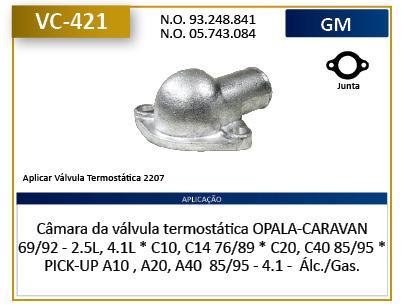 VC-421
N.O. 93.248.841
N.O. 05.743.084
GM
Junta
Aplicar Válvula Termostática 2207
APLICAÇÃO
Câmara da válvula termostática OPALA-CARAVAN
69/92 - 2.5L, 4.1L * C10, C14 76/89 * C20, C40 85/95 *
PICK-UP A10 , A20, A40 85/95 - 4.1 - Álc./Gas.